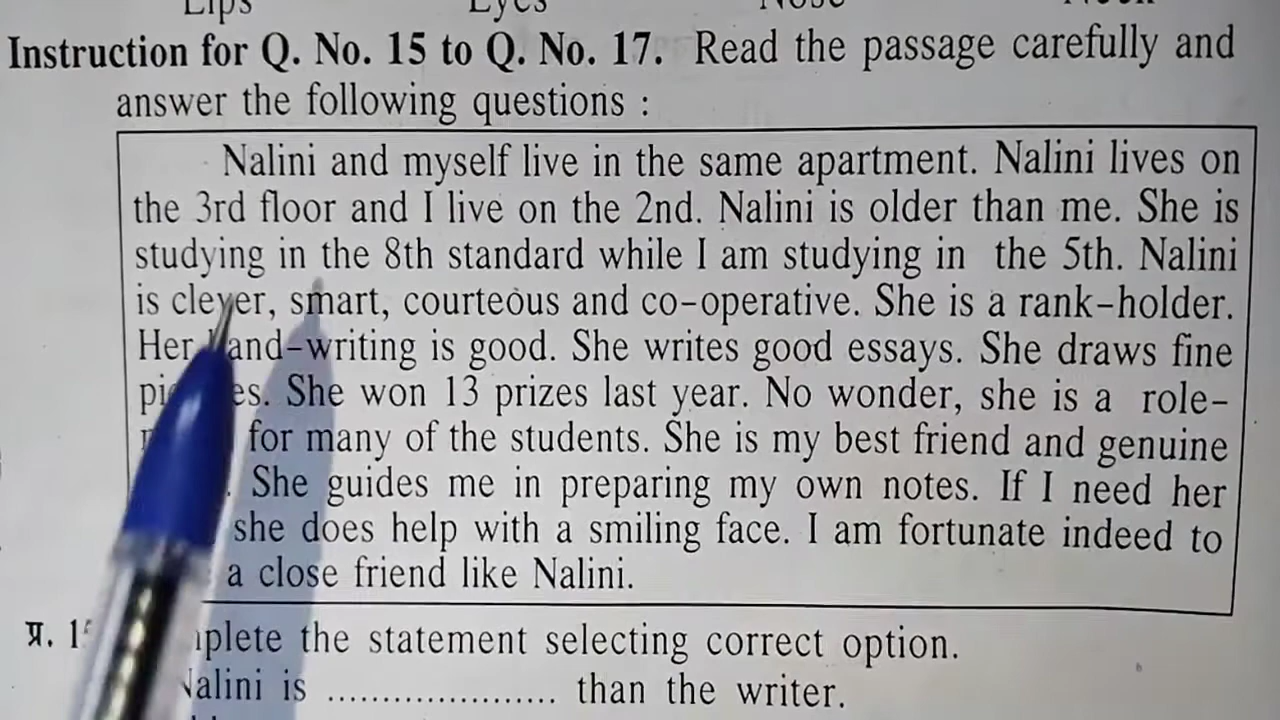 Lips Eyes Nose
Instruction for Q. No. 15 to Q. No. 17. Read the passage carefully and
answer the following questions :
Nalini and myself live in the same apartment. Nalini lives on
the 3rd floor and I live on the 2nd. Nalini is older than me. She is
studying in the 8th standard while I am studying in the 5th. Nalini
is clever, smart, courteous and co-operative. She is a rank-holder.
Her hand-writing is good. She writes good essays. She draws fine
She won 13 prizes last year. No wonder, she is a role-
for many of the students. She is my best friend and genuine
She guides me in preparing my own notes. If I need her
she does help with a smiling face. I am fortunate indeed to
a close friend like Nalini.
प्र. the statement selecting correct option.
Nalini is ..................... than the writer.